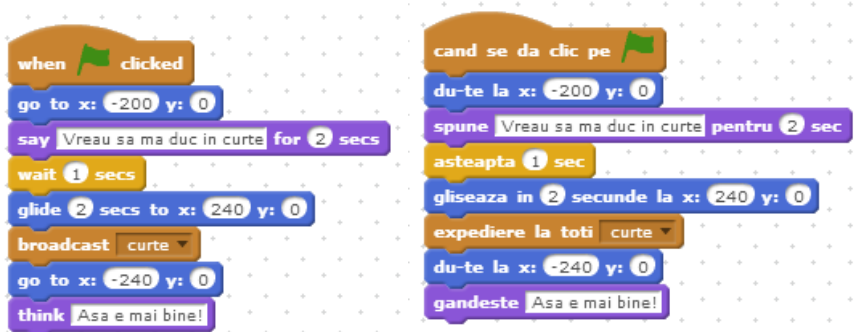 when clicked
go to x: -200 y: 0
say Vreau sa ma duc in curte for 2 secs
wait 1 secs
glide 2 secs to x: 240 y: 0
broadcast curte
go to x: -240 y: 0
think Asa e mai bine!
cand se da clic pe
du-te la x: -200 y: 0
spune Vreau sa ma duc in curte pentru 2 sec
asteapta 1 sec
gliseaza in 2 secunde la x: 240 y: 0
expediere la toti curte
du-te la x: -240 y: 0
gandeste Asa e mai bine!